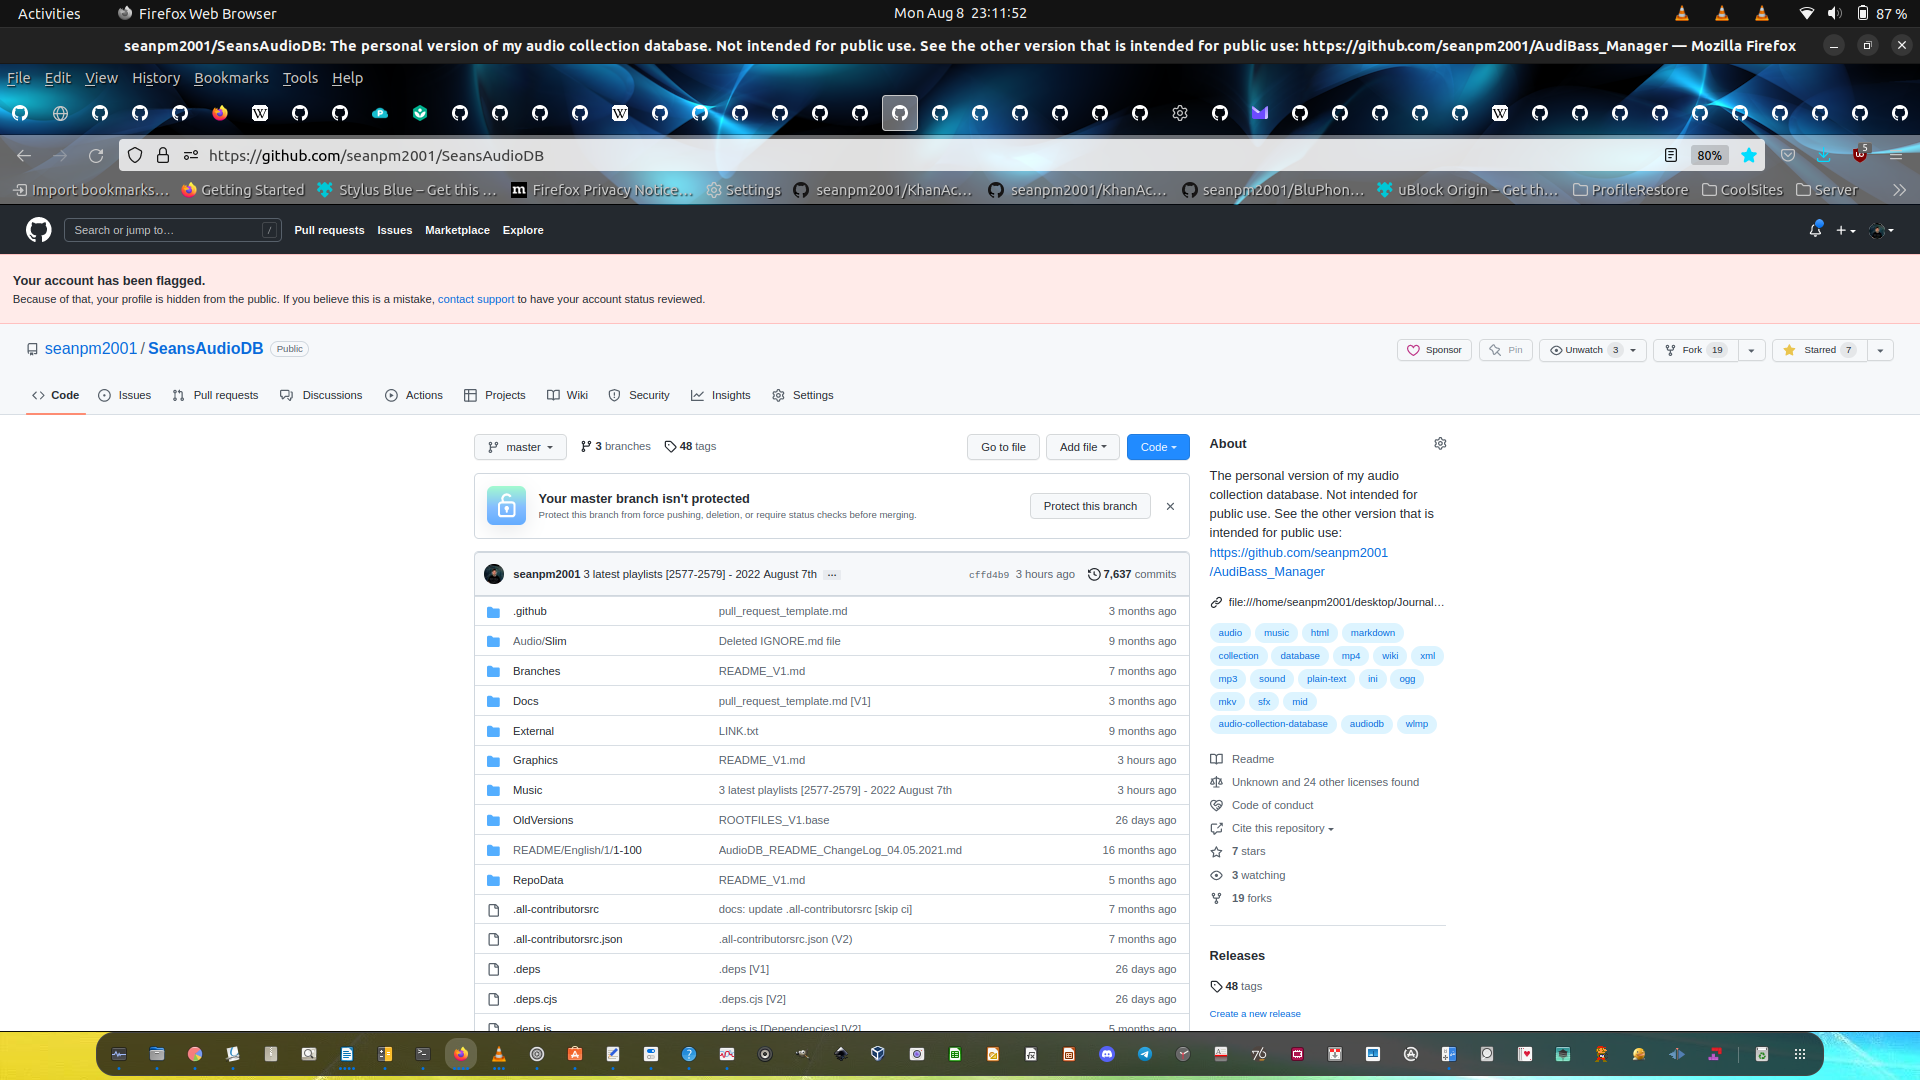 Activities
Firefox Web Browser
Mon Aug 8 23:11:52
87 %
seanpm2001/SeansAudioDB: The personal version of my audio collection database. Not intended for public use. See the other version that is intended for public use: https://github.com/seanpm2001/AudiBass_Manager — Mozilla Firefox
File Edit View History Bookmarks Tools Help
https://github.com/seanpm2001/SeansAudioDB
80%
5
Import bookmarks… Getting Started Stylus Blue – Get this … Firefox Privacy Notice… Settings seanpm2001/KhanAc… seanpm2001/KhanAc… seanpm2001/BluPhon… uBlock Origin – Get th… ProfileRestore CoolSites Server
Search or jump to… /
Pull requests Issues Marketplace Explore
Your account has been flagged.
Because of that, your profile is hidden from the public. If you believe this is a mistake, contact support to have your account status reviewed.
seanpm2001 / SeansAudioDB Public
Sponsor Pin Unwatch 3 Fork 19 Starred 7
Code Issues Pull requests Discussions Actions Projects Wiki Security Insights Settings
master 3 branches 48 tags
Go to file Add file Code
Your master branch isn't protected
Protect this branch from force pushing, deletion, or require status checks before merging.
Protect this branch
seanpm2001 3 latest playlists [2577-2579] - 2022 August 7th … cffd4b9 3 hours ago 7,637 commits
.github pull_request_template.md 3 months ago
Audio/Slim Deleted IGNORE.md file 9 months ago
Branches README_V1.md 7 months ago
Docs pull_request_template.md [V1] 3 months ago
External LINK.txt 9 months ago
Graphics README_V1.md 3 hours ago
Music 3 latest playlists [2577-2579] - 2022 August 7th 3 hours ago
OldVersions ROOTFILES_V1.base 26 days ago
README/English/1/1-100 AudioDB_README_ChangeLog_04.05.2021.md 16 months ago
RepoData README_V1.md 5 months ago
.all-contributorsrc docs: update .all-contributorsrc [skip ci] 7 months ago
.all-contributorsrc.json .all-contributorsrc.json (V2) 7 months ago
.deps .deps [V1] 26 days ago
.deps.cjs .deps.cjs [V2] 26 days ago
.deps.js .deps.js [Dependencies] [V2] 5 months ago
About
The personal version of my audio
collection database. Not intended for
public use. See the other version that is
intended for public use:
https://github.com/seanpm2001
/AudiBass_Manager
file:///home/seanpm2001/desktop/Journal…
audio music html markdown
collection database mp4 wiki xml
mp3 sound plain-text ini ogg
mkv sfx mid
audio-collection-database audiodb wlmp
Readme
Unknown and 24 other licenses found
Code of conduct
Cite this repository
7 stars
3 watching
19 forks
Releases
48 tags
Create a new release